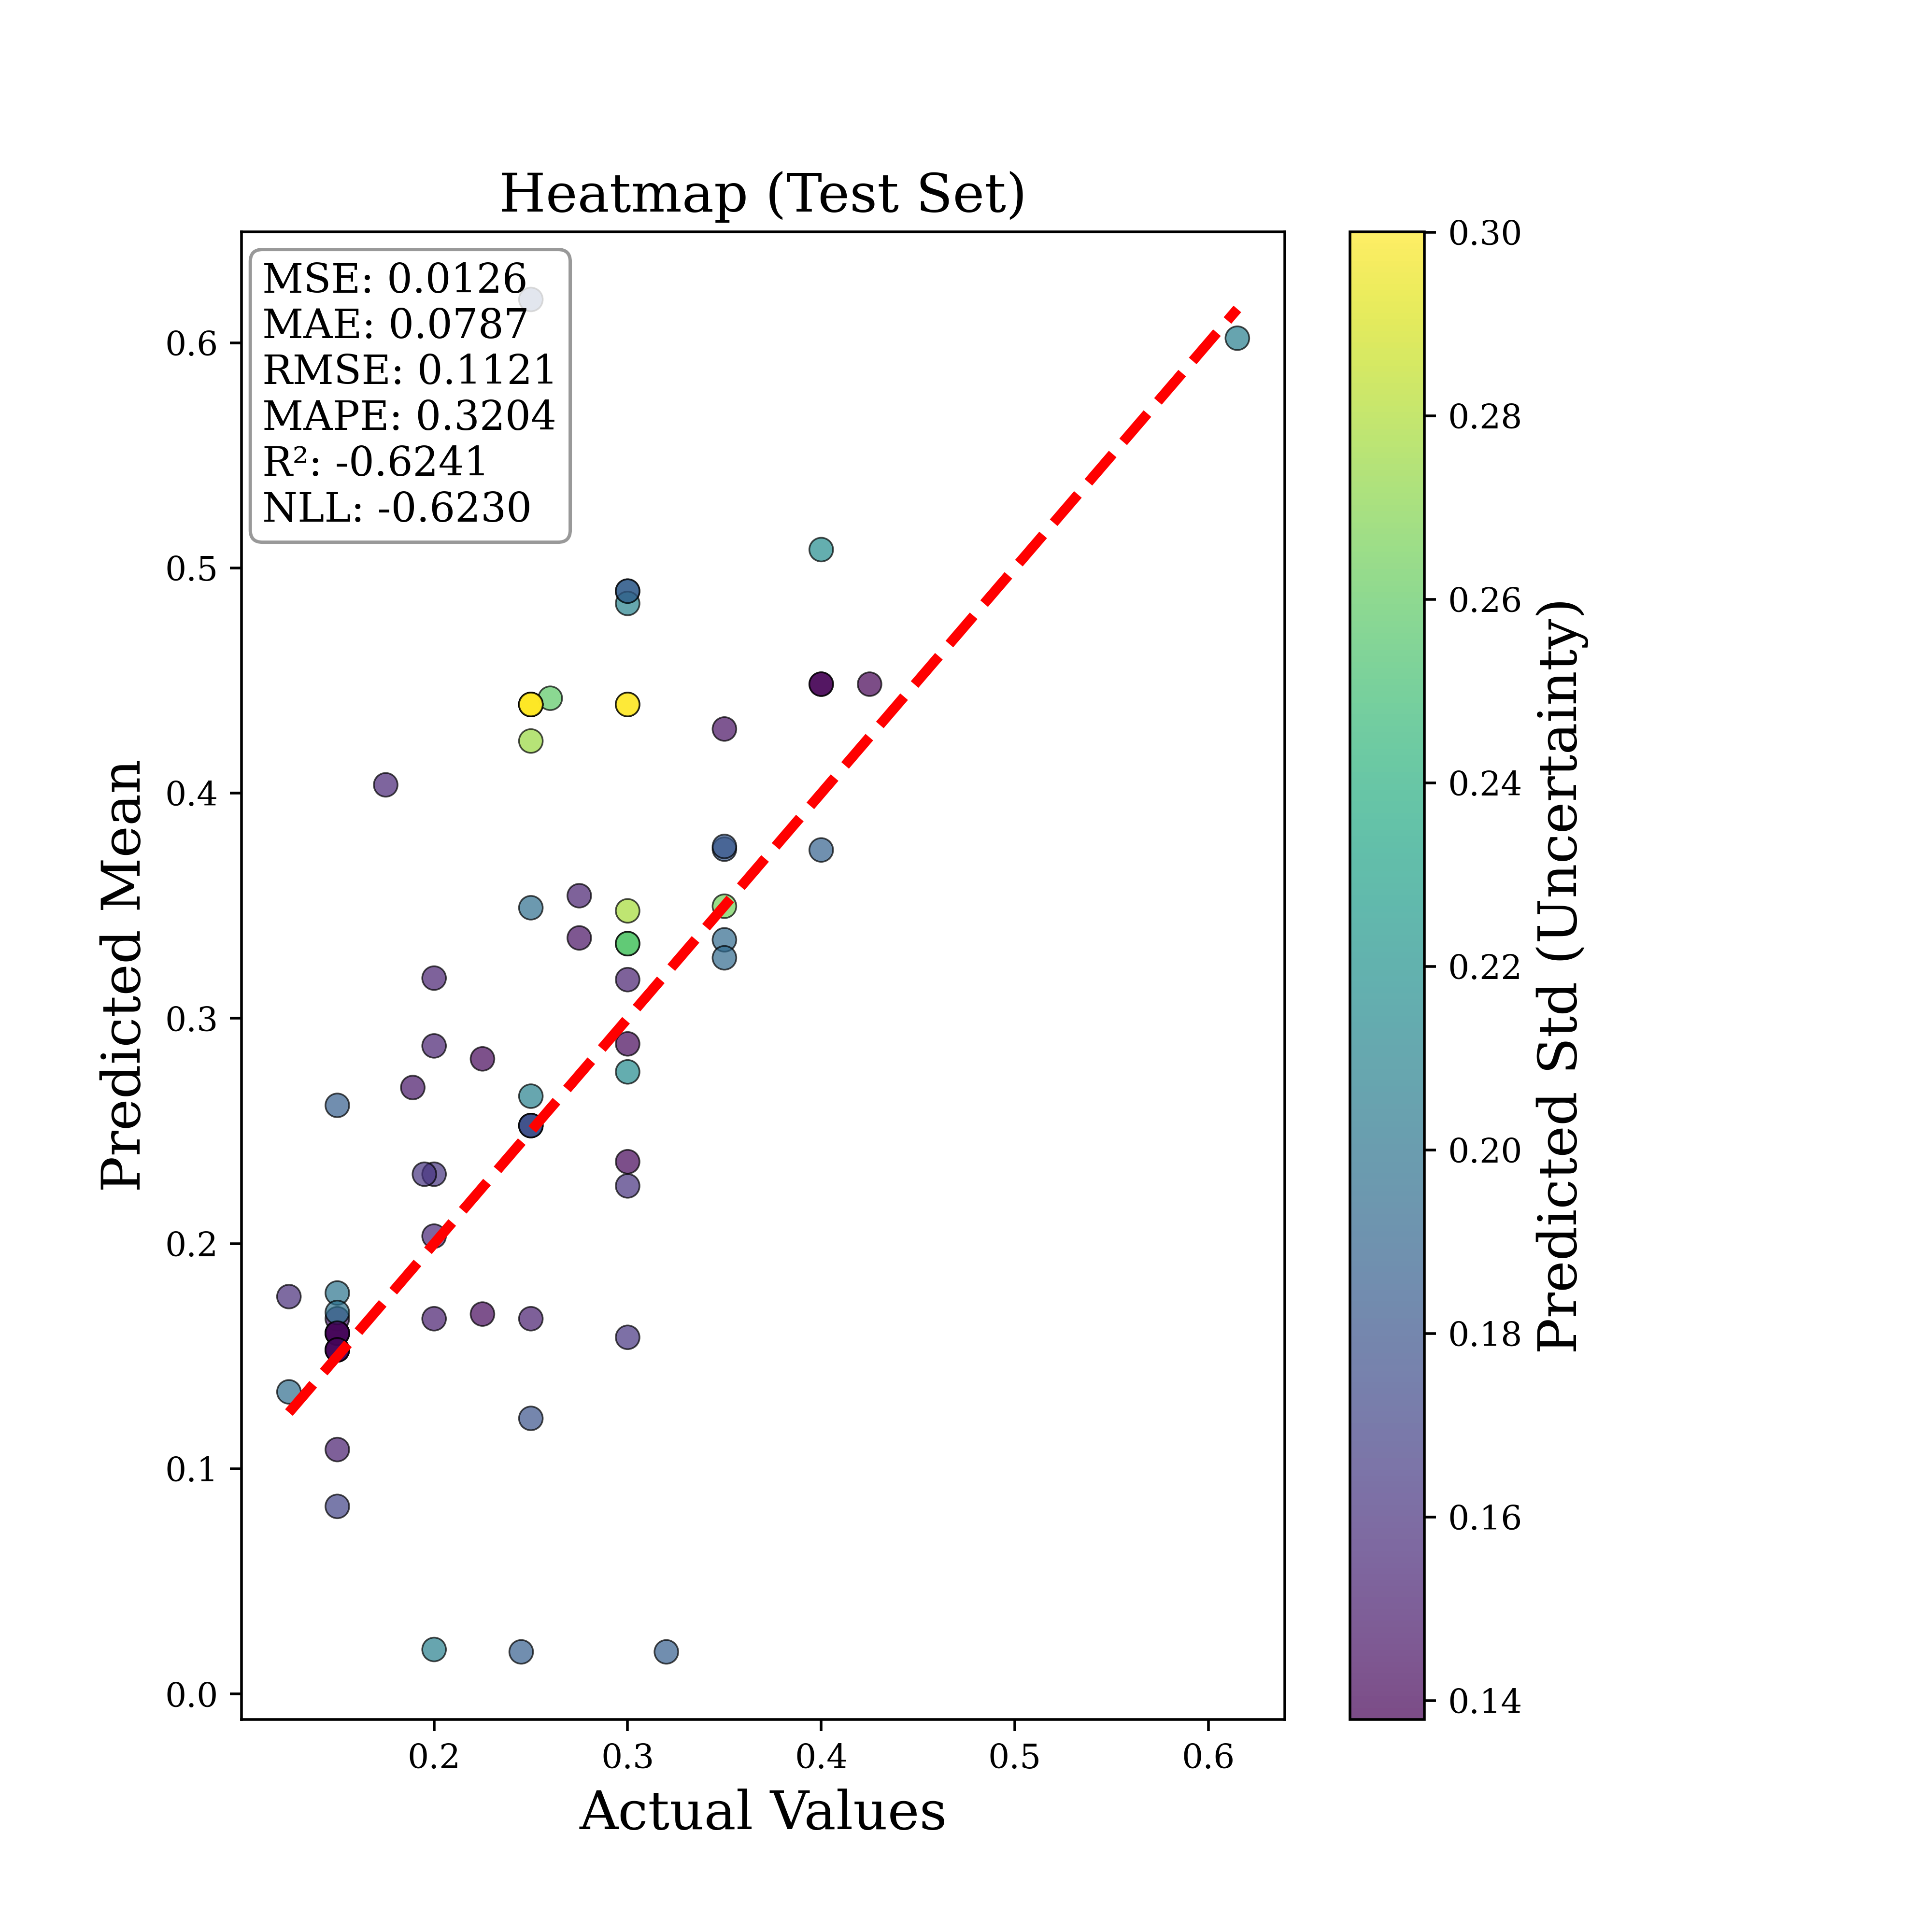 Heatmap (Test Set)
MSE: 0.0126
MAE: 0.0787
RMSE: 0.1121
MAPE: 0.3204
R²: -0.6241
NLL: -0.6230
0.6
0.5
0.4
0.3
0.2
0.1
0.0
Predicted Mean
0.2
0.3
0.4
0.5
0.6
Actual Values
0.30
0.28
0.26
0.24
0.22
0.20
0.18
0.16
0.14
Predicted Std (Uncertainty)